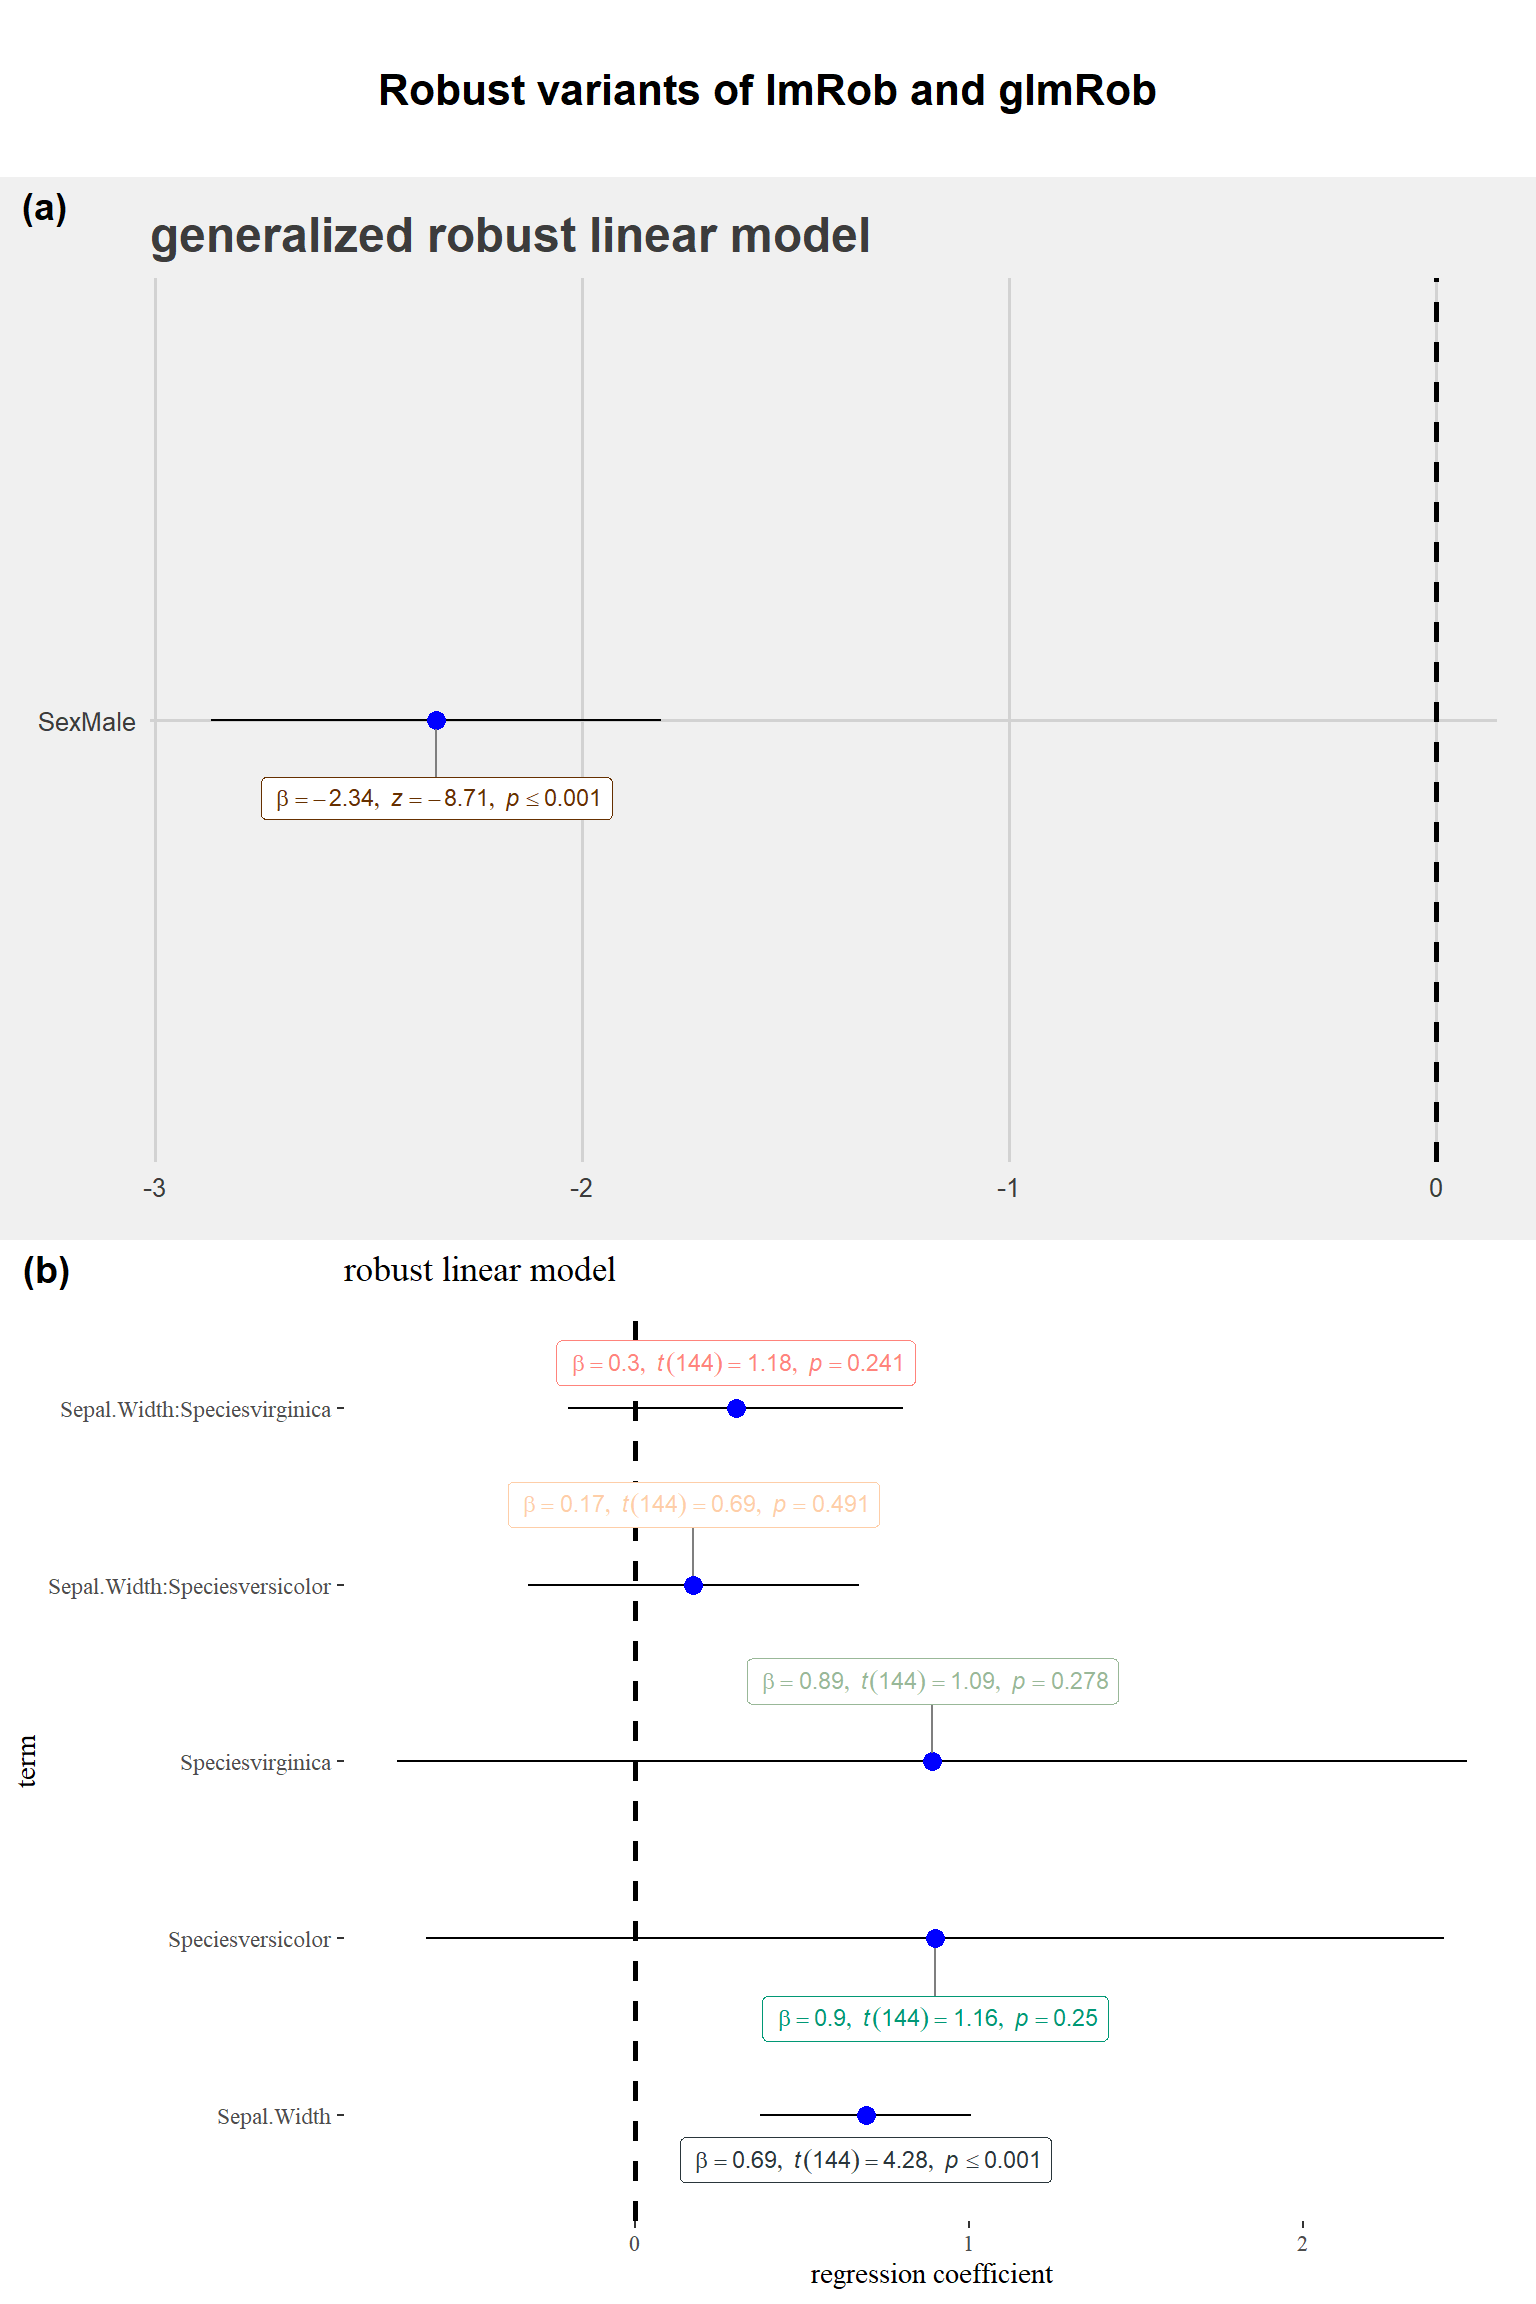 Robust variants of lmRob and glmRob
(a)
generalized robust linear model
SexMale
β = −2.34, z = −8.71, p ≤ 0.001
-3 -2 -1 0
(b)
robust linear model
β = 0.3, t(144) = 1.18, p = 0.241
Sepal.Width:Speciesvirginica
β = 0.17, t(144) = 0.69, p = 0.491
Sepal.Width:Speciesversicolor
β = 0.89, t(144) = 1.09, p = 0.278
term
Speciesvirginica
Speciesversicolor
β = 0.9, t(144) = 1.16, p = 0.25
Sepal.Width
β = 0.69, t(144) = 4.28, p ≤ 0.001
0 1 2
regression coefficient